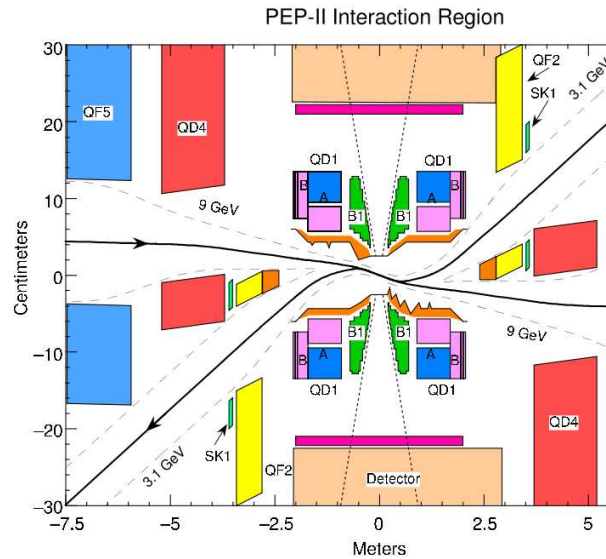 PEP-II Interaction Region
30
20
10
0
−10
−20
−30
Centimeters
QF5
QD4
9 GeV
QD1
QD1
B
A
B1
B1
A
B
QF2
SK1
3.1 GeV
B
A
B1
B1
A
B
QD1
QD1
9 GeV
3.1 GeV
SK1
QF2
Detector
QD4
−7.5
−5
−2.5
0
2.5
5
Meters